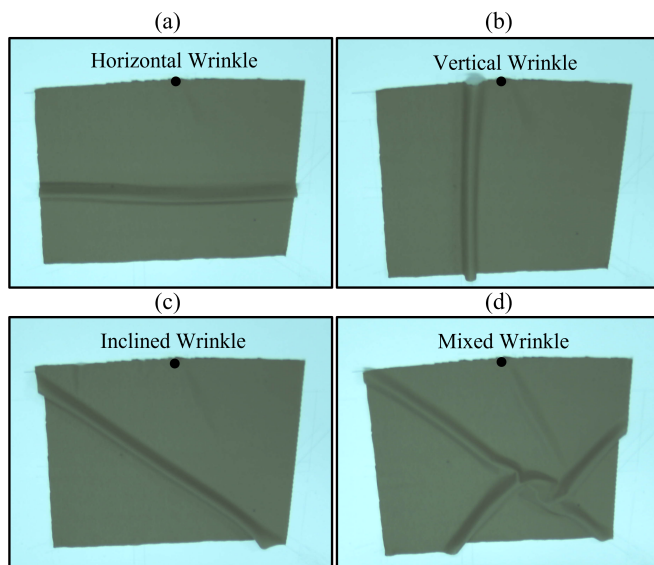 (a)
Horizontal Wrinkle
(b)
Vertical Wrinkle
(c)
Inclined Wrinkle
(d)
Mixed Wrinkle